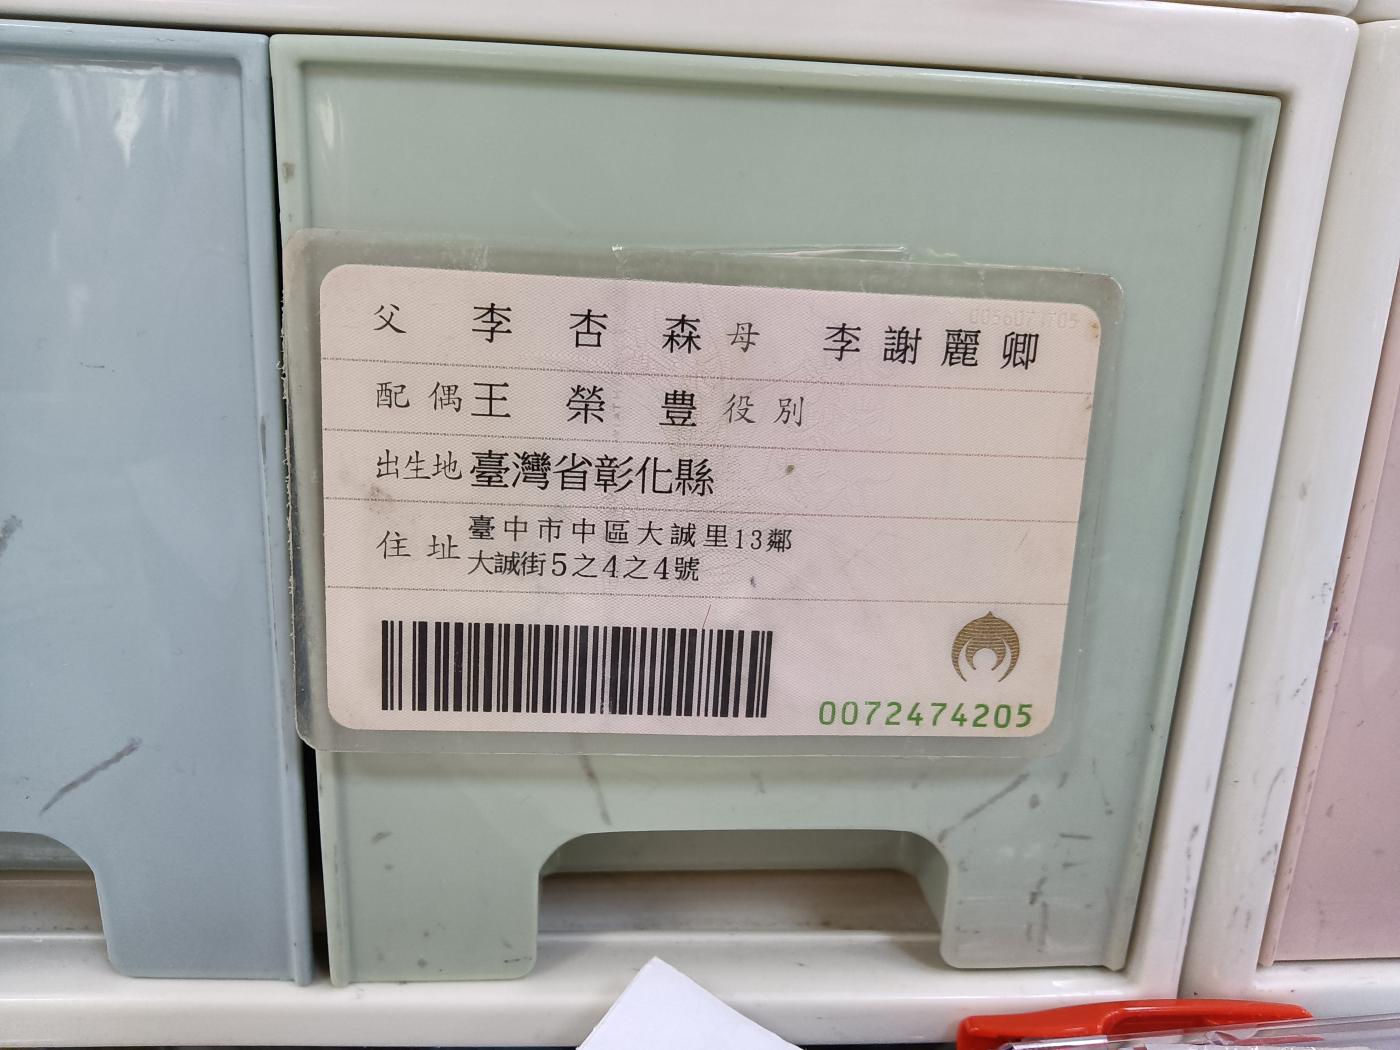 父 李杏森 母 李謝麗卿
配偶 王榮豊 役別
出生地 臺灣省彰化縣
住址 臺中市中區大誠里13鄰
大誠街5之4之4號
0072474205